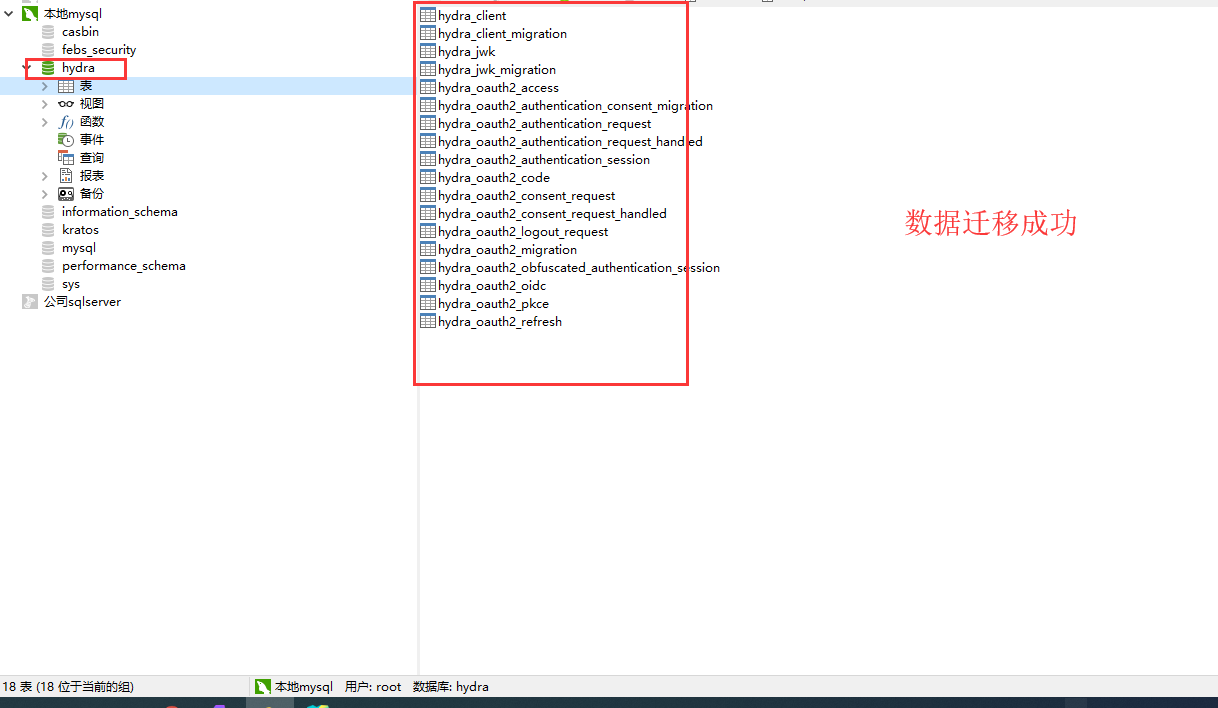 本地mysql
casbin
febs_security
hydra
表
视图
函数
事件
查询
报表
备份
information_schema
kratos
mysql
performance_schema
sys
公司sqlserver
hydra_client
hydra_client_migration
hydra_jwk
hydra_jwk_migration
hydra_oauth2_access
hydra_oauth2_authentication_consent_migration
hydra_oauth2_authentication_request
hydra_oauth2_authentication_request_handled
hydra_oauth2_authentication_session
hydra_oauth2_code
hydra_oauth2_consent_request
hydra_oauth2_consent_request_handled
hydra_oauth2_logout_request
hydra_oauth2_migration
hydra_oauth2_obfuscated_authentication_session
hydra_oauth2_oidc
hydra_oauth2_pkce
hydra_oauth2_refresh
数据迁移成功
18 表 (18 位于当前的组) 本地mysql 用户: root 数据库: hydra